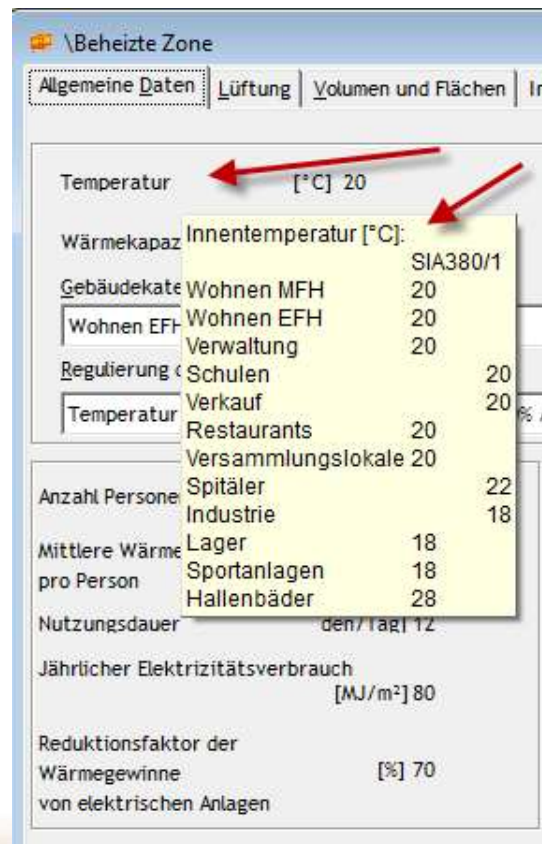 \Beheizte Zone
Allgemeine Daten Lüftung Volumen und Flächen
Temperatur [°C] 20
Innentemperatur [°C]:
SIA380/1
Wohnen MFH 20
Wohnen EFH 20
Verwaltung 20
Schulen 20
Verkauf 20
Restaurants 20
Versammlungslokale 20
Spitäler 22
Industrie 18
Lager 18
Sportanlagen 18
Hallenbäder 28
Wärmekapaz
Gebäudekate
Wohnen EFH
Regulierung
Temperatur %
Anzahl Persone
Mittlere Wärme
pro Person
Nutzungsdauer den/Tag] 12
Jährlicher Elektrizitätsverbrauch
[MJ/m²] 80
Reduktionsfaktor der
Wärmegewinne [%] 70
von elektrischen Anlagen